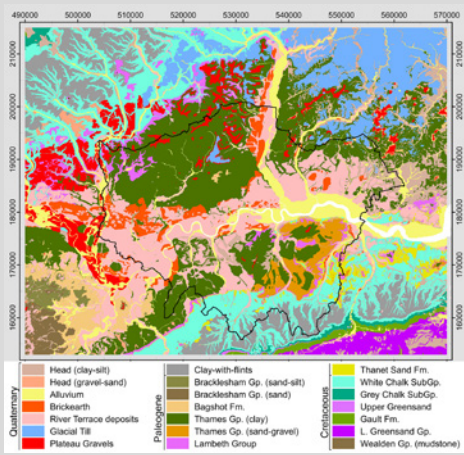 490000 500000 510000 520000 530000 540000 550000 560000 570000
210000
200000
190000
180000
170000
160000
Quaternary
Head (clay-silt)
Head (gravel-sand)
Alluvium
Brickearth
River Terrace deposits
Glacial Till
Plateau Gravels
Paleogene
Clay-with-flints
Bracklesham Gp. (sand-silt)
Bracklesham Gp. (sand)
Bagshot Fm.
Thames Gp. (clay)
Thames Gp. (sand-gravel)
Lambeth Group
Cretaceous
Thanet Sand Fm.
White Chalk SubGp.
Grey Chalk SubGp.
Upper Greensand
Gault Fm.
L. Greensand Gp.
Wealden Gp. (mudstone)